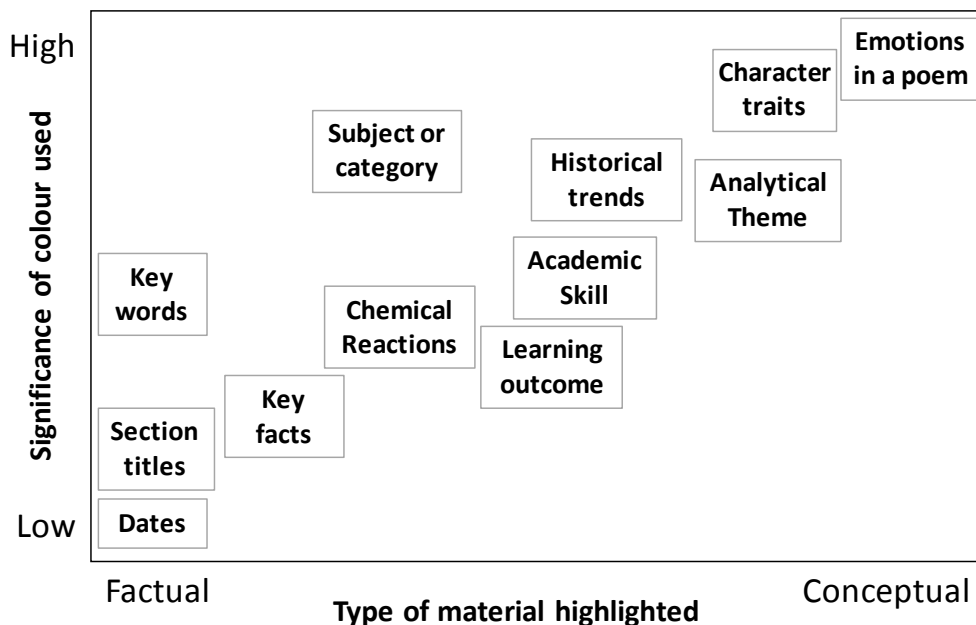 High
Significance of colour used
Low
Emotions
in a poem
Character
traits
Subject or
category
Historical
trends
Analytical
Theme
Academic
Skill
Key
words
Chemical
Reactions
Learning
outcome
Key
facts
Section
titles
Dates
Factual
Conceptual
Type of material highlighted